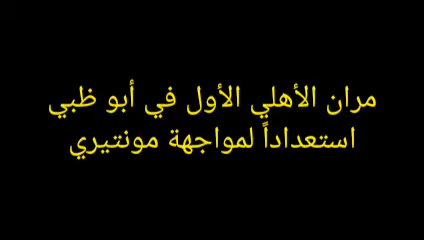 مران الأهلي الأول في أبو ظبي
استعداداً لمواجهة مونتيري